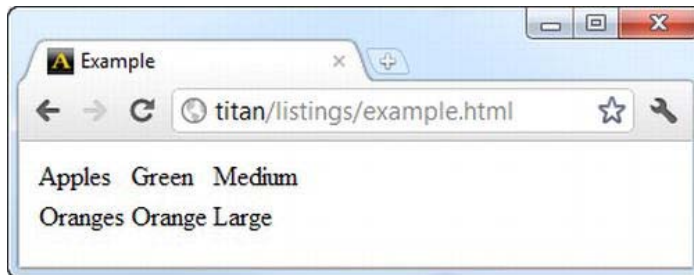 Example
titan/listings/example.html
Apples Green Medium
Oranges Orange Large